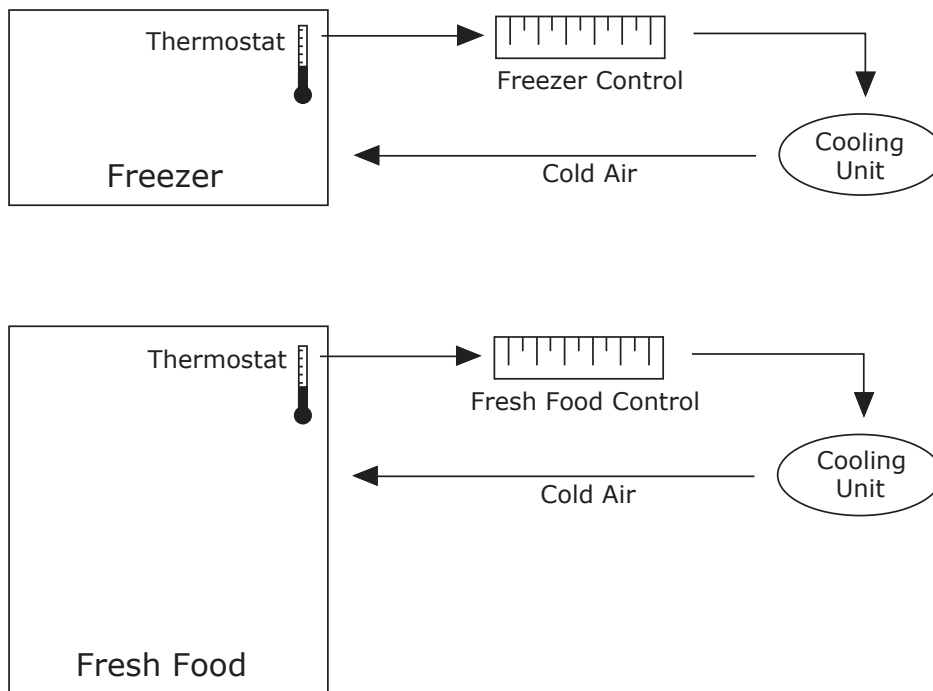 Thermostat
Freezer Control
Cooling
Unit
Cold Air
Freezer
Thermostat
Fresh Food Control
Cooling
Unit
Cold Air
Fresh Food